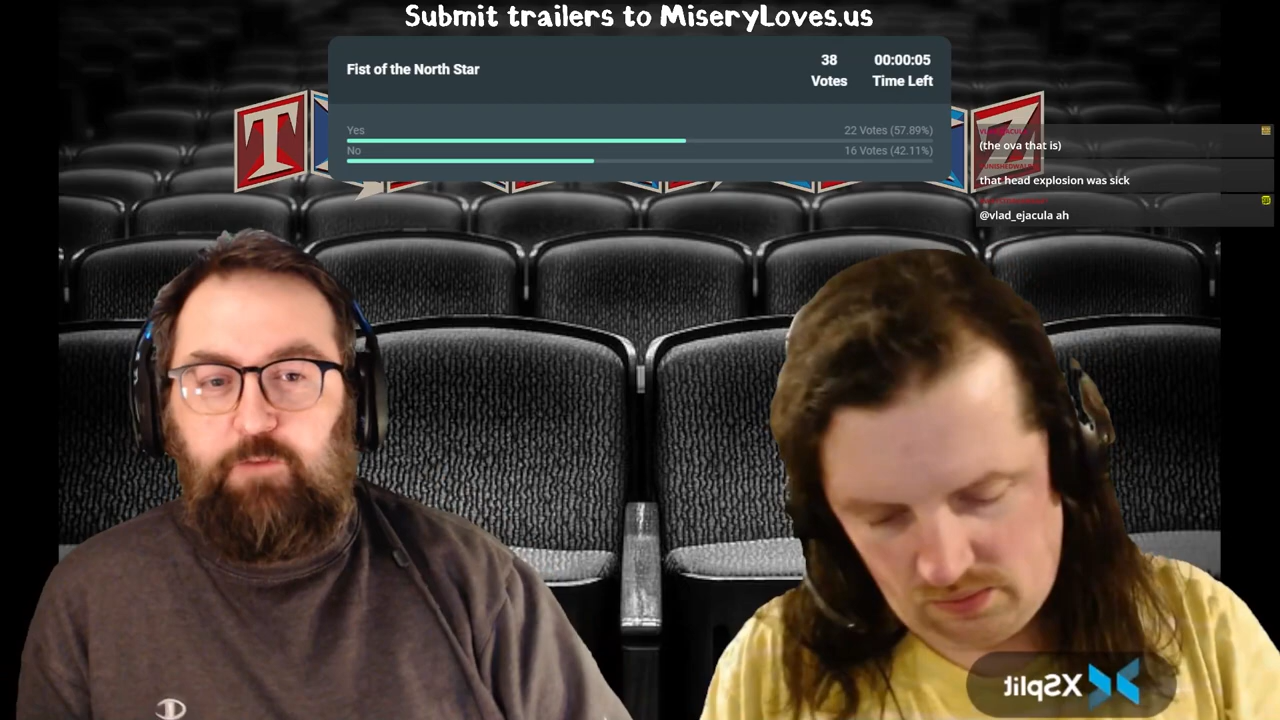 Submit trailers to MiseryLoves.us
Fist of the North Star
38
Votes
00:00:05
Time Left
Yes
22 Votes (57.89%)
No
16 Votes (42.11%)
T
Z
(the ova that is)
that head explosion was sick
@vlad_ejacula ah
XSplit